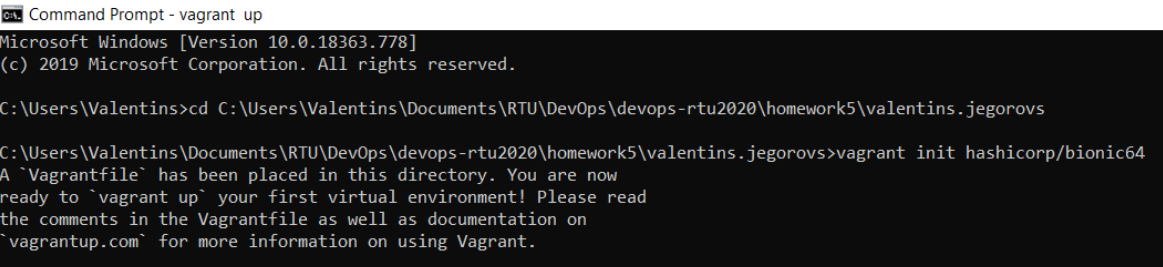 Command Prompt - vagrant up
Microsoft Windows [Version 10.0.18363.778]
(c) 2019 Microsoft Corporation. All rights reserved.
C:\Users\Valentins>cd C:\Users\Valentins\Documents\RTU\DevOps\devops-rtu2020\homework5\valentins.jegorovs
C:\Users\Valentins\Documents\RTU\DevOps\devops-rtu2020\homework5\valentins.jegorovs>vagrant init hashicorp/bionic64
A `Vagrantfile` has been placed in this directory. You are now
ready to `vagrant up` your first virtual environment! Please read
the comments in the Vagrantfile as well as documentation on
`vagrantup.com` for more information on using Vagrant.